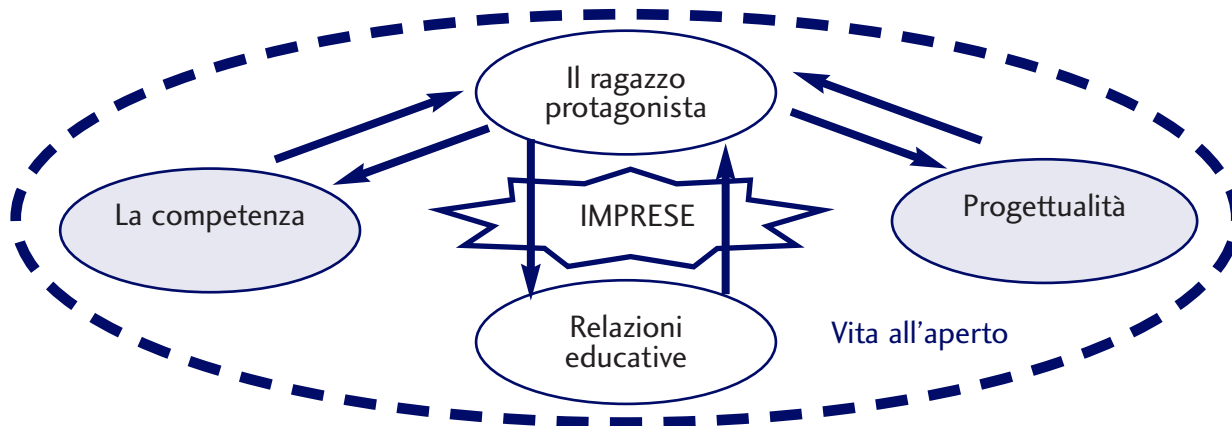 Il ragazzo
protagonista
La competenza
IMPRESE
Progettualità
Relazioni
educative
Vita all'aperto